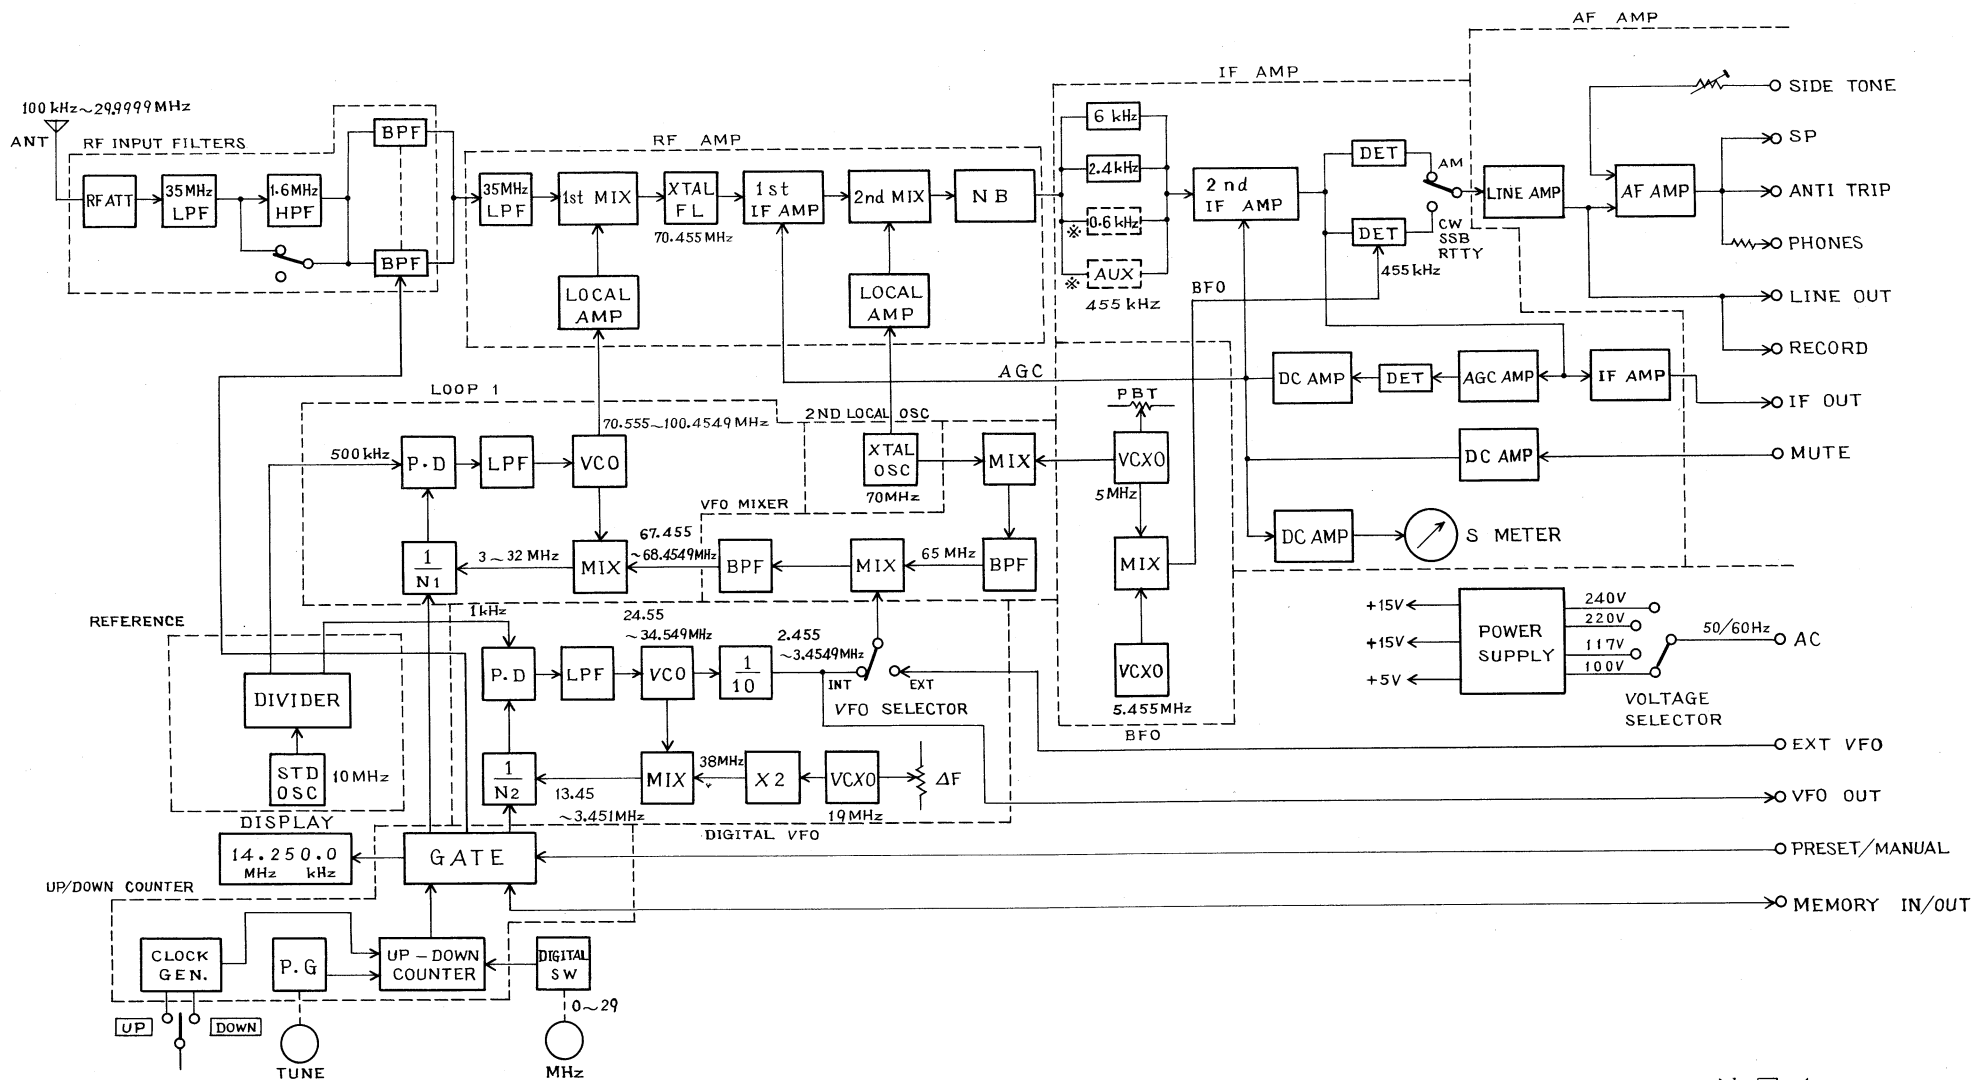 AF AMP
IF AMP
100 kHz~29.9999MHz
ANT
RF INPUT FILTERS
RF AMP
BPF
6 kHz
SIDE TONE
SP
RF ATT
35MHz
LPF
1.6MHz
HPF
35MHz
LPF
1st MIX
XTAL
FL
70.455MHz
1st
IF AMP
2nd MIX
NB
2.4kHz
※ 0.6 kHz
※ AUX
455 kHz
2nd
IF AMP
DET
AM
DET
CW
SSB
RTTY
455kHz
LINE AMP
AF AMP
ANTI TRIP
PHONES
BPF
LOCAL
AMP
LOCAL
AMP
BFO
LINE OUT
RECORD
AGC
DC AMP
DET
AGC AMP
IF AMP
IF OUT
LOOP 1
PBT
2ND LOCAL OSC
70.555~100.4549MHz
500kHz
P.D
LPF
VCO
XTAL
OSC
70MHz
MIX
VCXO
5MHz
DC AMP
MUTE
VFO MIXER
67.455
~68.4549MHz
1
N1
3~32 MHz
MIX
BPF
MIX
65 MHz
BPF
MIX
DC AMP
S METER
REFERENCE
1kHz
24.55
~34.549MHz
2.455
~3.4549MHz
P.D
LPF
VCO
1
10
INT
EXT
VFO SELECTOR
VCXO
5.455MHz
BFO
+15V
+15V
+5V
POWER
SUPPLY
240V
220V
117V
100V
50/60Hz
AC
VOLTAGE
SELECTOR
DIVIDER
STD
OSC
10MHz
1
N2
13.45
~3.451MHz
MIX
38MHz
X2
VCXO
19MHz
ΔF
EXT VFO
VFO OUT
DISPLAY
DIGITAL VFO
14.250.0
MHz kHz
GATE
PRESET/MANUAL
UP/DOWN COUNTER
MEMORY IN/OUT
CLOCK
GEN.
P.G
UP-DOWN
COUNTER
DIGITAL
SW
0~29
UP
DOWN
TUNE
MHz